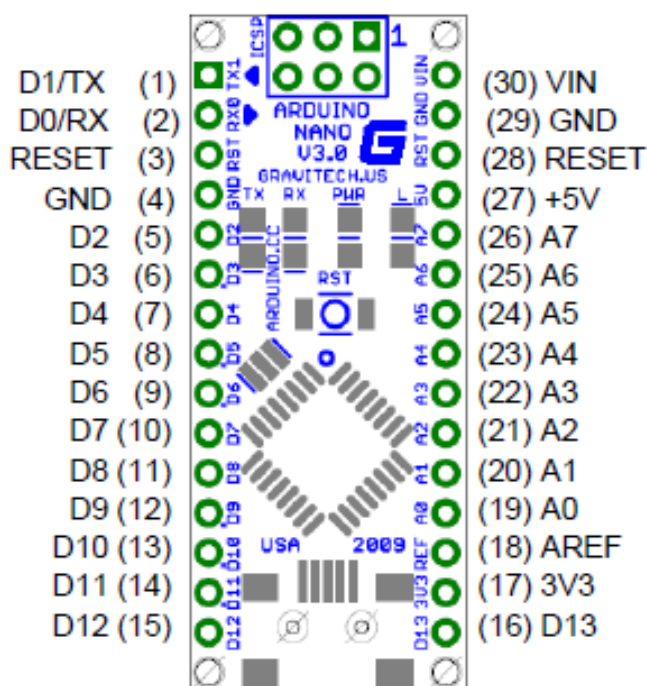 ICSP
1
D1/TX (1)
D0/RX (2)
RESET (3)
GND (4)
D2 (5)
D3 (6)
D4 (7)
D5 (8)
D6 (9)
D7 (10)
D8 (11)
D9 (12)
D10 (13)
D11 (14)
D12 (15)
TX1
RX0
RST
GND
D2
D3
D4
D5
D6
D7
D8
D9
D10
D11
D12
ARDUINO
NANO
V3.0
G
GRAVITECH.US
TX RX PWR L
ARDUINO.CC
RST
USA 2009
VIN
GND
RST
5V
A7
A6
A5
A4
A3
A2
A1
A0
REF
3V3
D13
(30) VIN
(29) GND
(28) RESET
(27) +5V
(26) A7
(25) A6
(24) A5
(23) A4
(22) A3
(21) A2
(20) A1
(19) A0
(18) AREF
(17) 3V3
(16) D13